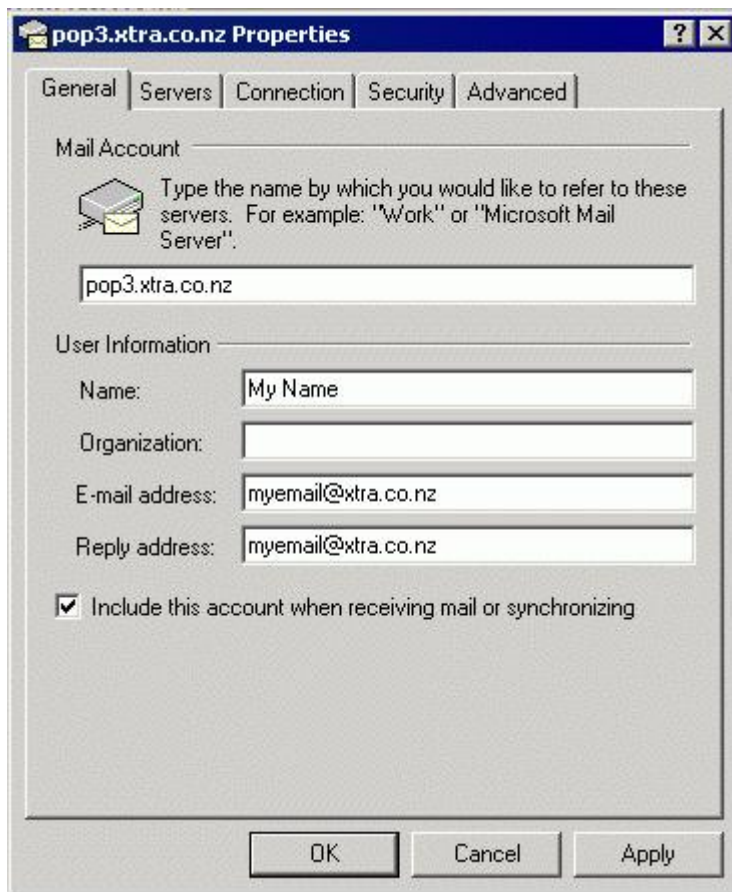 pop3.xtra.co.nz Properties
General Servers Connection Security Advanced
Mail Account
Type the name by which you would like to refer to these
servers. For example: "Work" or "Microsoft Mail
Server".
pop3.xtra.co.nz
User Information
Name: My Name
Organization:
E-mail address: myemail@xtra.co.nz
Reply address: myemail@xtra.co.nz
Include this account when receiving mail or synchronizing
OK Cancel Apply